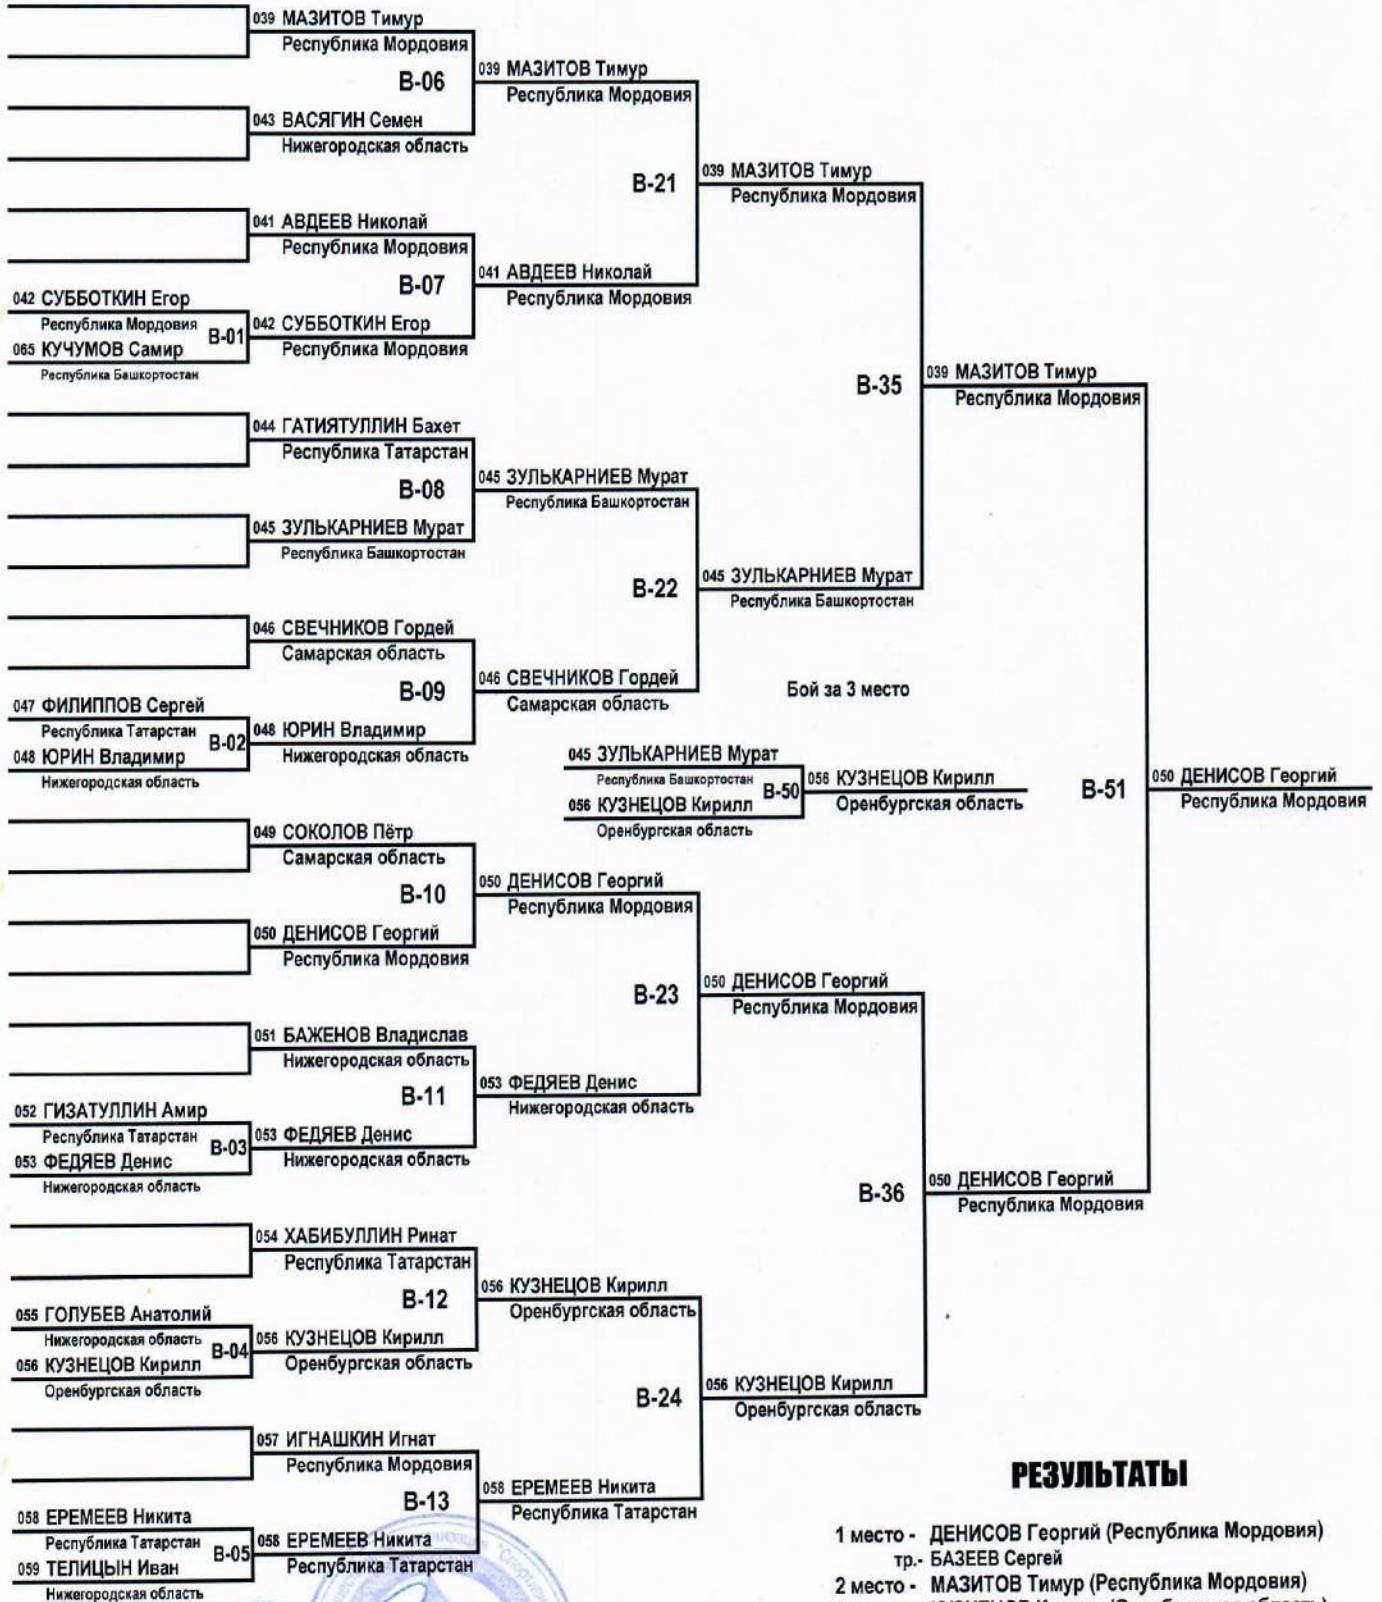 039 МАЗИТОВ Тимур
Республика Мордовия
B-06
043 ВАСЯГИН Семен
Нижегородская область
039 МАЗИТОВ Тимур
Республика Мордовия
B-21
039 МАЗИТОВ Тимур
Республика Мордовия
041 АВДЕЕВ Николай
Республика Мордовия
B-07
041 АВДЕЕВ Николай
Республика Мордовия
042 СУББОТКИН Егор
Республика Мордовия
B-01
065 КУЧУМОВ Самир
Республика Башкортостан
042 СУББОТКИН Егор
Республика Мордовия
B-35
039 МАЗИТОВ Тимур
Республика Мордовия
044 ГАТИЯТУЛЛИН Бахет
Республика Татарстан
B-08
045 ЗУЛЬКАРНИЕВ Мурат
Республика Башкортостан
045 ЗУЛЬКАРНИЕВ Мурат
Республика Башкортостан
B-22
045 ЗУЛЬКАРНИЕВ Мурат
Республика Башкортостан
046 СВЕЧНИКОВ Гордей
Самарская область
B-09
046 СВЕЧНИКОВ Гордей
Самарская область
047 ФИЛИППОВ Сергей
Республика Татарстан
B-02
048 ЮРИН Владимир
Нижегородская область
048 ЮРИН Владимир
Нижегородская область
Бой за 3 место
045 ЗУЛЬКАРНИЕВ Мурат
Республика Башкортостан
B-50
056 КУЗНЕЦОВ Кирилл
Оренбургская область
056 КУЗНЕЦОВ Кирилл
Оренбургская область
B-51
050 ДЕНИСОВ Георгий
Республика Мордовия
049 СОКОЛОВ Пётр
Самарская область
B-10
050 ДЕНИСОВ Георгий
Республика Мордовия
050 ДЕНИСОВ Георгий
Республика Мордовия
B-23
050 ДЕНИСОВ Георгий
Республика Мордовия
051 БАЖЕНОВ Владислав
Нижегородская область
B-11
053 ФЕДЯЕВ Денис
Нижегородская область
052 ГИЗАТУЛЛИН Амир
Республика Татарстан
B-03
053 ФЕДЯЕВ Денис
Нижегородская область
053 ФЕДЯЕВ Денис
Нижегородская область
B-36
050 ДЕНИСОВ Георгий
Республика Мордовия
054 ХАБИБУЛЛИН Ринат
Республика Татарстан
B-12
056 КУЗНЕЦОВ Кирилл
Оренбургская область
055 ГОЛУБЕВ Анатолий
Нижегородская область
B-04
056 КУЗНЕЦОВ Кирилл
Оренбургская область
056 КУЗНЕЦОВ Кирилл
Оренбургская область
B-24
056 КУЗНЕЦОВ Кирилл
Оренбургская область
057 ИГНАШКИН Игнат
Республика Мордовия
B-13
058 ЕРЕМЕЕВ Никита
Республика Татарстан
058 ЕРЕМЕЕВ Никита
Республика Татарстан
B-05
059 ТЕЛИЦЫН Иван
Нижегородская область
058 ЕРЕМЕЕВ Никита
Республика Татарстан
РЕЗУЛЬТАТЫ
1 место - ДЕНИСОВ Георгий (Республика Мордовия)
тр.- БАЗЕЕВ Сергей
2 место - МАЗИТОВ Тимур (Республика Мордовия)